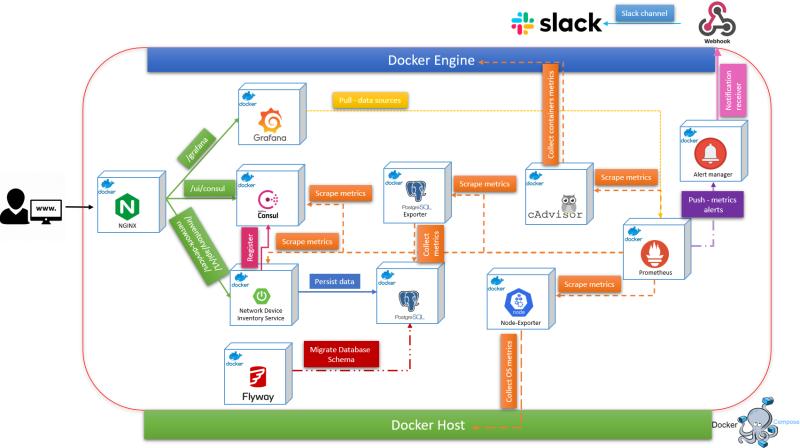 slack
Slack channel
Webhook
Docker Engine
Collect containers metrics
Notification
receiver
docker
Grafana
Pull - data sources
/grafana
docker
Alert manager
www.
docker
NGINX
/ui/consul
docker
Consul
Scrape metrics
docker
PostgreSQL
Exporter
Scrape metrics
docker
cAdvisor
Scrape metrics
Push - metrics
alerts
/inventory/api/v1/
network-devices/
Register
Scrape metrics
Collect
metrics
docker
Prometheus
docker
Network Device
Inventory Service
Persist data
docker
PostgreSQL
docker
node
Node-Exporter
Scrape metrics
docker
Flyway
Migrate Database
Schema
Collect OS metrics
Docker Host
Docker
Compose